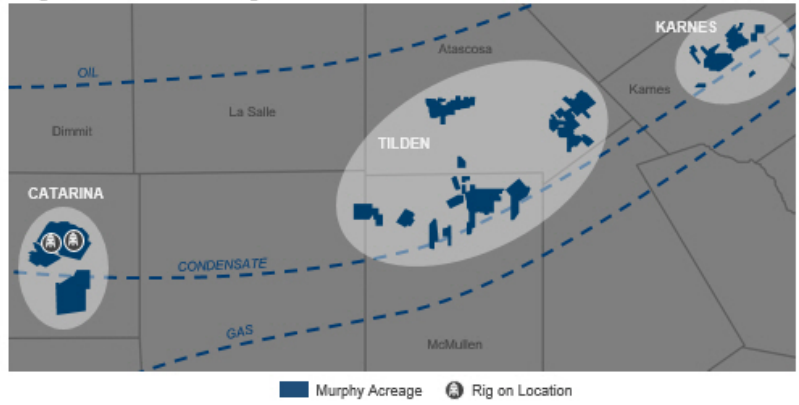 KARNES
Atascosa
OIL
Karnes
La Salle
Dimmit
TILDEN
CATARINA
CONDENSATE
GAS
McMullen
Murphy Acreage
Rig on Location